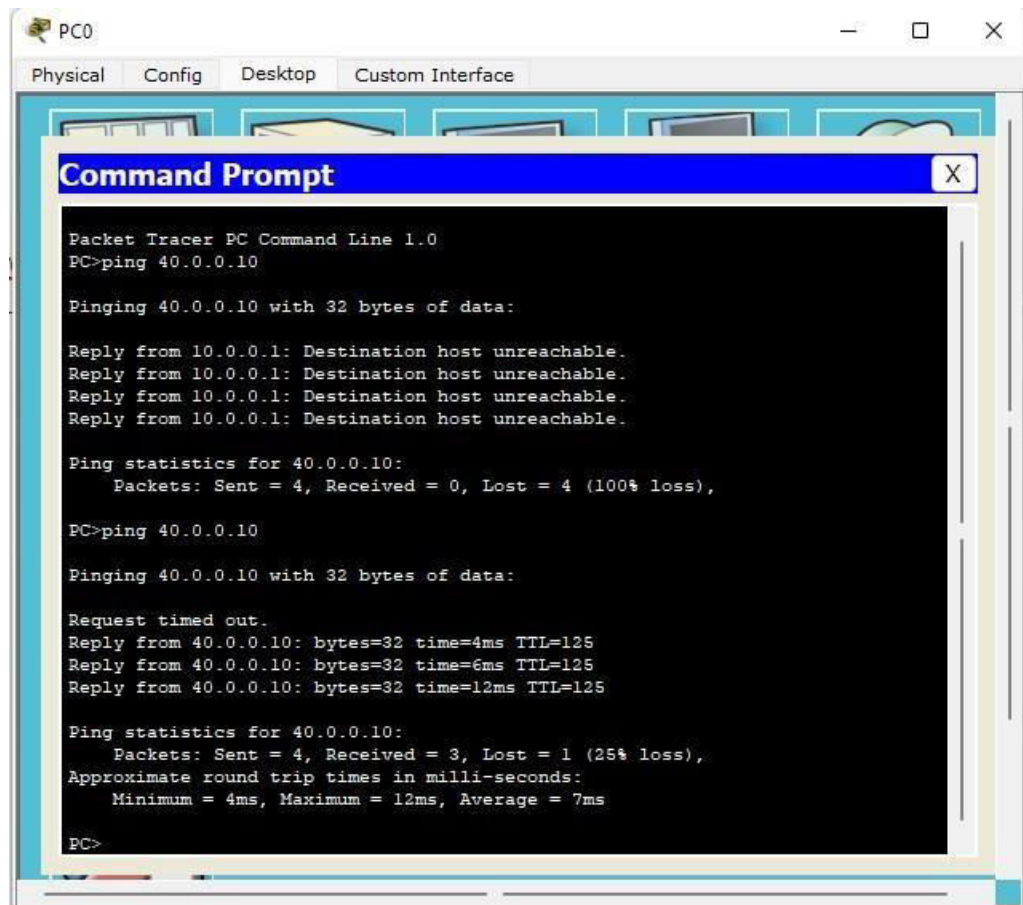 PC0
Physical Config Desktop Custom Interface
Command Prompt
X
Packet Tracer PC Command Line 1.0
PC>ping 40.0.0.10
Pinging 40.0.0.10 with 32 bytes of data:
Reply from 10.0.0.1: Destination host unreachable.
Reply from 10.0.0.1: Destination host unreachable.
Reply from 10.0.0.1: Destination host unreachable.
Reply from 10.0.0.1: Destination host unreachable.
Ping statistics for 40.0.0.10:
Packets: Sent = 4, Received = 0, Lost = 4 (100% loss),
PC>ping 40.0.0.10
Pinging 40.0.0.10 with 32 bytes of data:
Request timed out.
Reply from 40.0.0.10: bytes=32 time=4ms TTL=125
Reply from 40.0.0.10: bytes=32 time=6ms TTL=125
Reply from 40.0.0.10: bytes=32 time=12ms TTL=125
Ping statistics for 40.0.0.10:
Packets: Sent = 4, Received = 3, Lost = 1 (25% loss),
Approximate round trip times in milli-seconds:
Minimum = 4ms, Maximum = 12ms, Average = 7ms
PC>